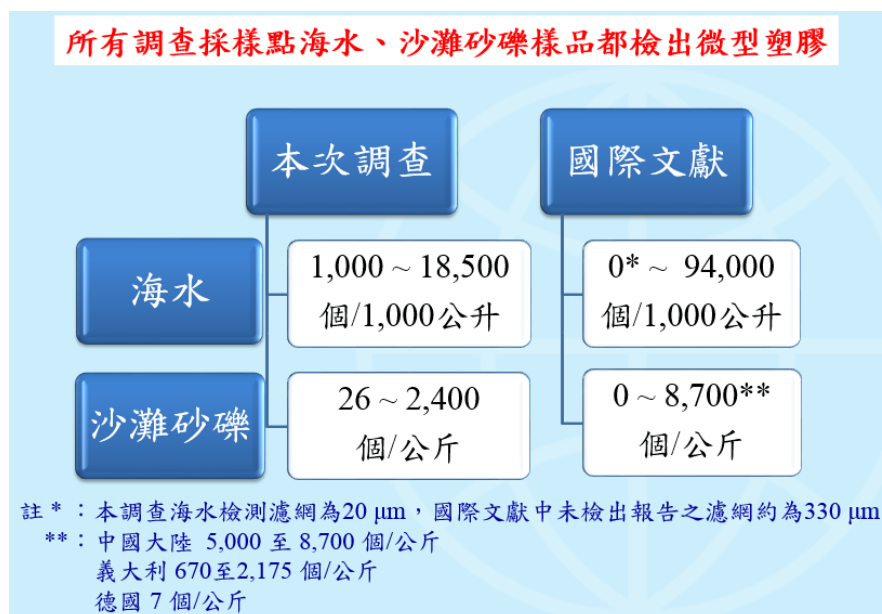 所有調查採樣點海水、沙灘砂礫樣品都檢出微型塑膠
本次調查
國際文獻
海水
1,000 ~ 18,500
個/1,000公升
0* ~ 94,000
個/1,000公升
沙灘砂礫
26 ~ 2,400
個/公斤
0 ~ 8,700**
個/公斤
註 * ：本調查海水檢測濾網為20 μm，國際文獻中未檢出報告之濾網約為330 μm
**：中國大陸 5,000 至 8,700 個/公斤
義大利 670至2,175 個/公斤
德國 7 個/公斤